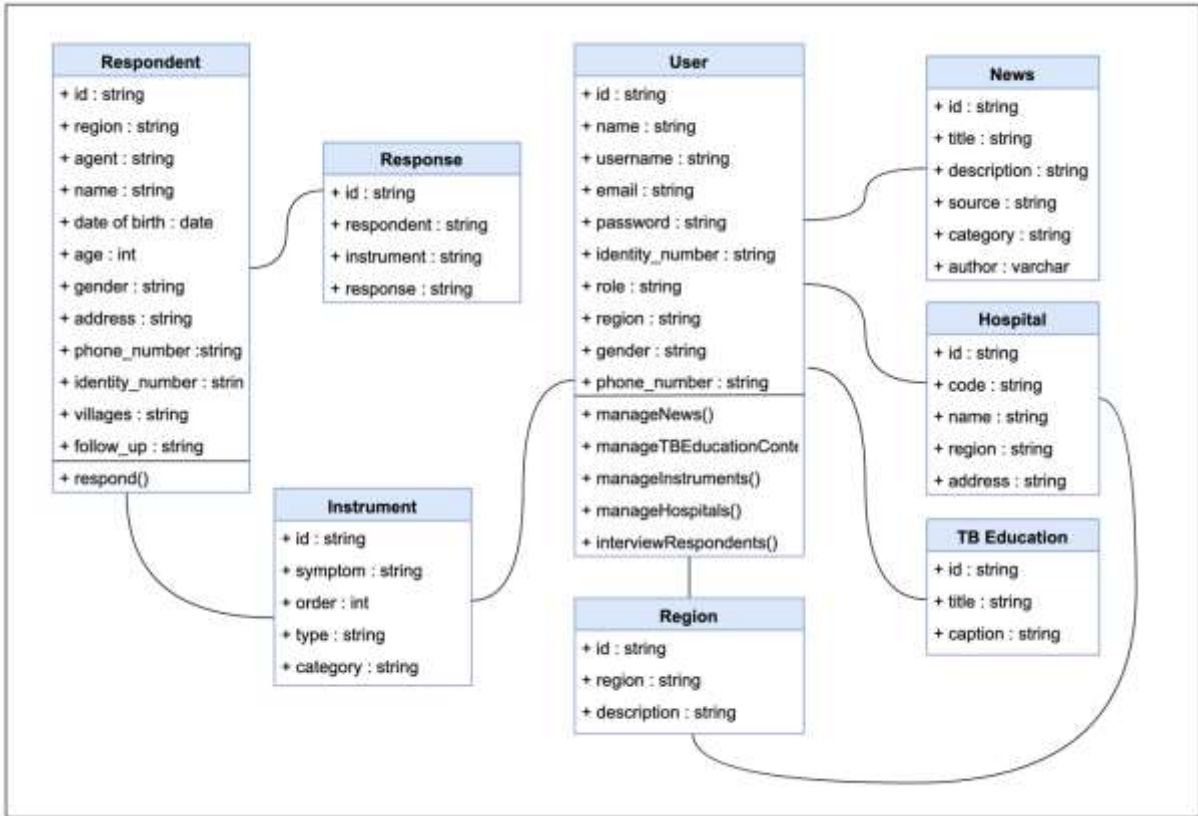 Respondent
+ id : string
+ region : string
+ agent : string
+ name : string
+ date of birth : date
+ age : int
+ gender : string
+ address : string
+ phone_number :string
+ identity_number : strin
+ villages : string
+ follow_up : string
+ respond()
Response
+ id : string
+ respondent : string
+ instrument : string
+ response : string
Instrument
+ id : string
+ symptom : string
+ order : int
+ type : string
+ category : string
User
+ id : string
+ name : string
+ username : string
+ email : string
+ password : string
+ identity_number : string
+ role : string
+ region : string
+ gender : string
+ phone_number : string
+ manageNews()
+ manageTBEducationConte
+ manageInstruments()
+ manageHospitals()
+ interviewRespondents()
Region
+ id : string
+ region : string
+ description : string
News
+ id : string
+ title : string
+ description : string
+ source : string
+ category : string
+ author : varchar
Hospital
+ id : string
+ code : string
+ name : string
+ region : string
+ address : string
TB Education
+ id : string
+ title : string
+ caption : string